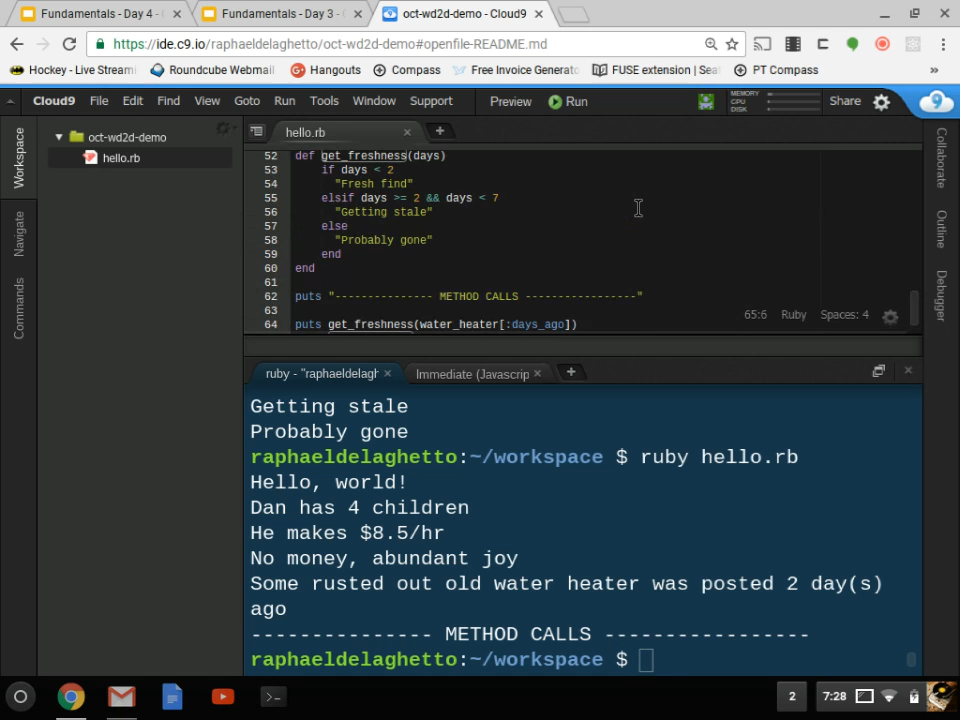 Fundamentals - Day 4 -
Fundamentals - Day 3 -
oct-wd2d-demo - Cloud9
https://ide.c9.io/raphaeldelaghetto/oct-wd2d-demo#openfile-README.md
Hockey - Live Stream
Roundcube Webmail
Hangouts
Compass
Free Invoice Generato
FUSE extension | Seaf
PT Compass
»
Cloud9 File Edit Find View Goto Run Tools Window Support Preview Run MEMORY CPU DISK Share
Workspace
Navigate
Commands
oct-wd2d-demo
hello.rb
hello.rb
52 def get_freshness(days)
53 if days < 2
54 "Fresh find"
55 elsif days >= 2 && days < 7
56 "Getting stale"
57 else
58 "Probably gone"
59 end
60 end
61
62 puts "--------------- METHOD CALLS -----------------"
63
64 puts get_freshness(water_heater[:days_ago])
65:6 Ruby Spaces: 4
Collaborate
Outline
Debugger
ruby - "raphaeldelagh
Immediate (Javascrip
Getting stale
Probably gone
raphaeldelaghetto:~/workspace $ ruby hello.rb
Hello, world!
Dan has 4 children
He makes $8.5/hr
No money, abundant joy
Some rusted out old water heater was posted 2 day(s)
ago
--------------- METHOD CALLS -----------------
raphaeldelaghetto:~/workspace $
2
7:28